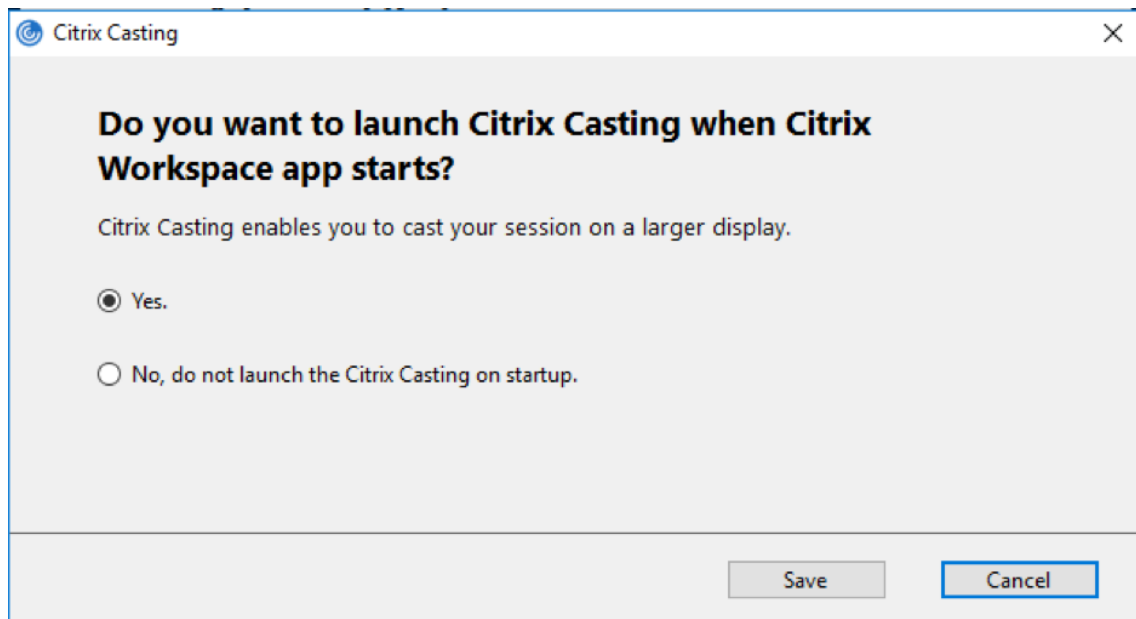 Citrix Casting
Do you want to launch Citrix Casting when Citrix
Workspace app starts?
Citrix Casting enables you to cast your session on a larger display.
Yes.
No, do not launch the Citrix Casting on startup.
Save
Cancel